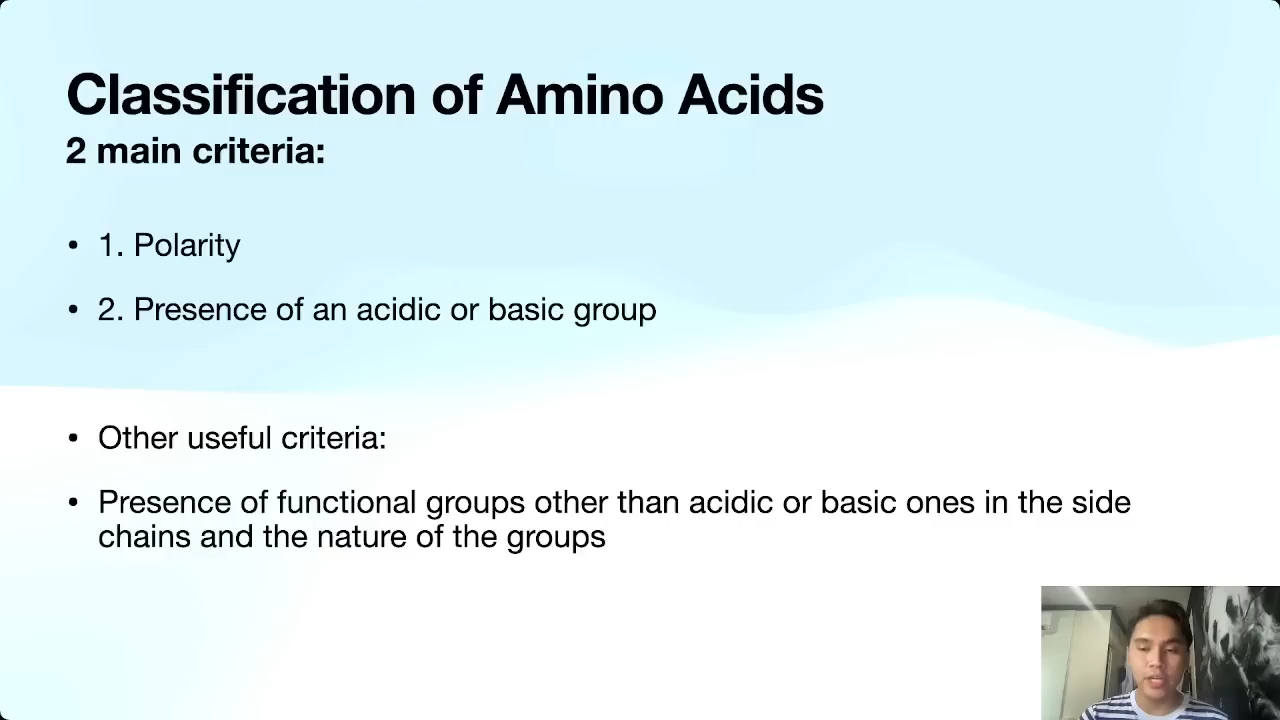 Classification of Amino Acids
2 main criteria:
• 1. Polarity
• 2. Presence of an acidic or basic group
• Other useful criteria:
• Presence of functional groups other than acidic or basic ones in the side
chains and the nature of the groups